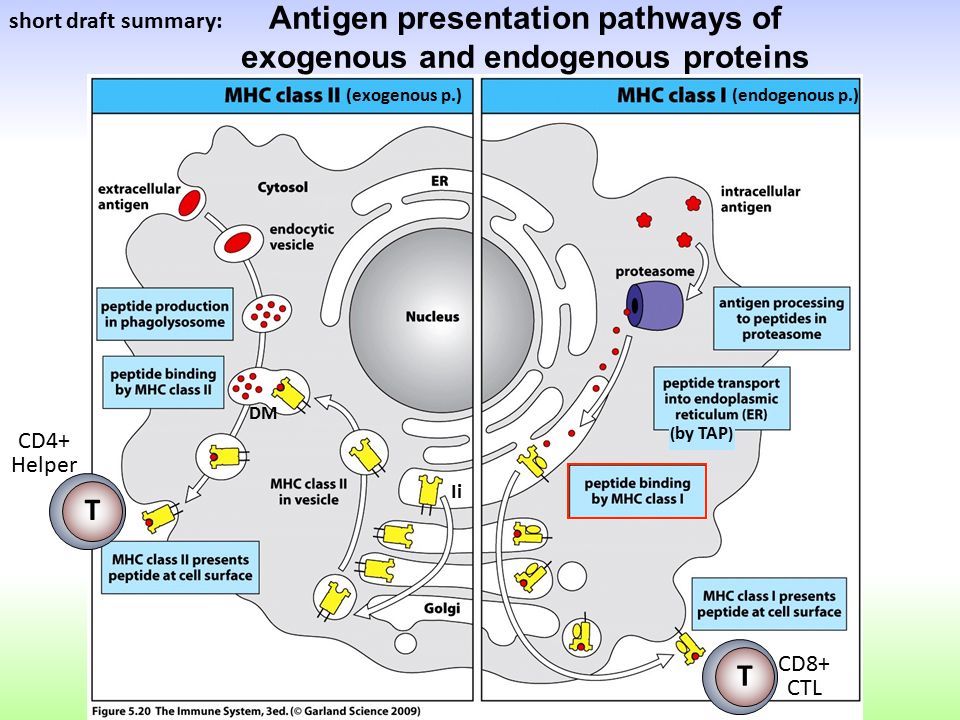 short draft summary:
Antigen presentation pathways of
exogenous and endogenous proteins
MHC class II (exogenous p.)
extracellular
antigen
Cytosol
ER
endocytic
vesicle
peptide production
in phagolysosome
Nucleus
peptide binding
by MHC class II
DM
CD4+
Helper
T
MHC class II
in vesicle
Ii
MHC class II presents
peptide at cell surface
Golgi
MHC class I (endogenous p.)
intracellular
antigen
proteasome
antigen processing
to peptides in
proteasome
peptide transport
into endoplasmic
reticulum (ER)
(by TAP)
peptide binding
by MHC class I
MHC class I presents
peptide at cell surface
T
CD8+
CTL
Figure 5.20 The Immune System, 3ed. (© Garland Science 2009)